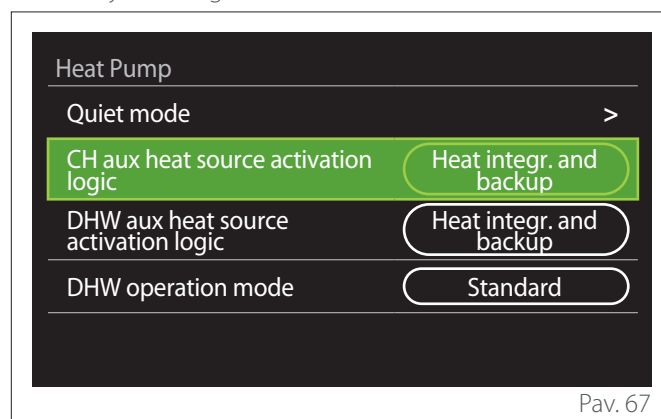 Heat Pump
Quiet mode >
CH aux heat source activation
logic
Heat integr. and
backup
DHW aux heat source
activation logic
Heat integr. and
backup
DHW operation mode
Standard
Pav. 67